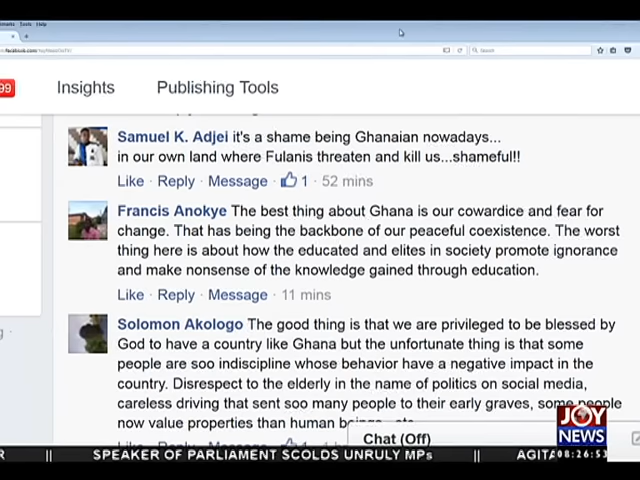 Tools Help
facebook.com
Search
99
Insights
Publishing Tools
Samuel K. Adjei it's a shame being Ghanaian nowadays...
in our own land where Fulanis threaten and kill us...shameful!!
Like · Reply · Message · 1 · 52 mins
Francis Anokye The best thing about Ghana is our cowardice and fear for
change. That has being the backbone of our peaceful coexistence. The worst
thing here is about how the educated and elites in society promote ignorance
and make nonsense of the knowledge gained through education.
Like · Reply · Message · 11 mins
Solomon Akologo The good thing is that we are privileged to be blessed by
God to have a country like Ghana but the unfortunate thing is that some
people are soo indiscipline whose behavior have a negative impact in the
country. Disrespect to the elderly in the name of politics on social media,
careless driving that sent soo many people to their early graves, some people
now value properties than human
Chat (Off)
JOY
NEWS
R || SPEAKER OF PARLIAMENT SCOLDS UNRULY MPs || AGITA
08:26:53